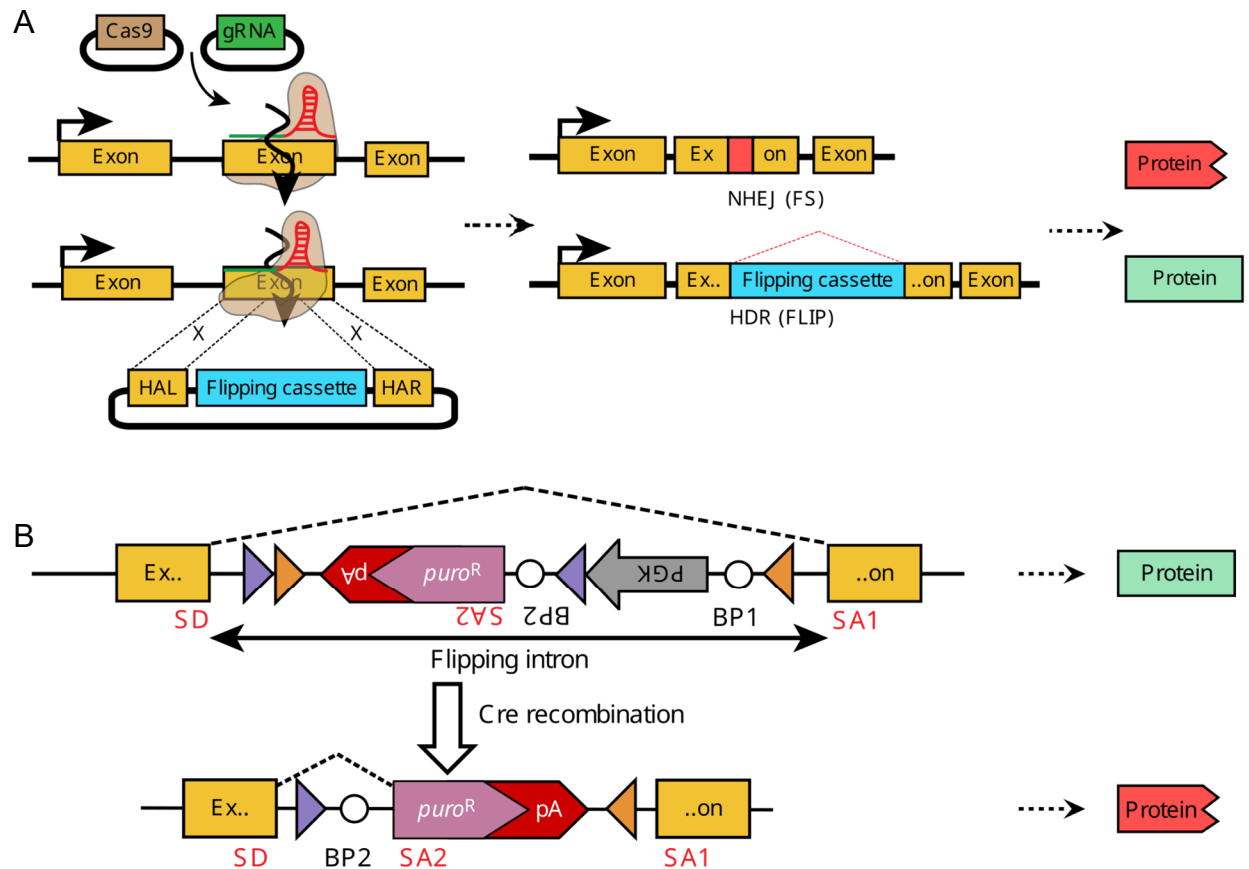 A
Cas9
gRNA
Exon
Exon
Exon
Exon
Exon
Exon
X
X
HAL
Flipping cassette
HAR
Exon
Ex
on
Exon
NHEJ (FS)
Exon
Ex..
Flipping cassette
..on
Exon
HDR (FLIP)
Protein
Protein
B
Ex..
pA
puroR
PGK
..on
SD
SA2
BP2
BP1
SA1
Protein
Flipping intron
Cre recombination
Ex..
puroR
pA
..on
SD
BP2
SA2
SA1
Protein